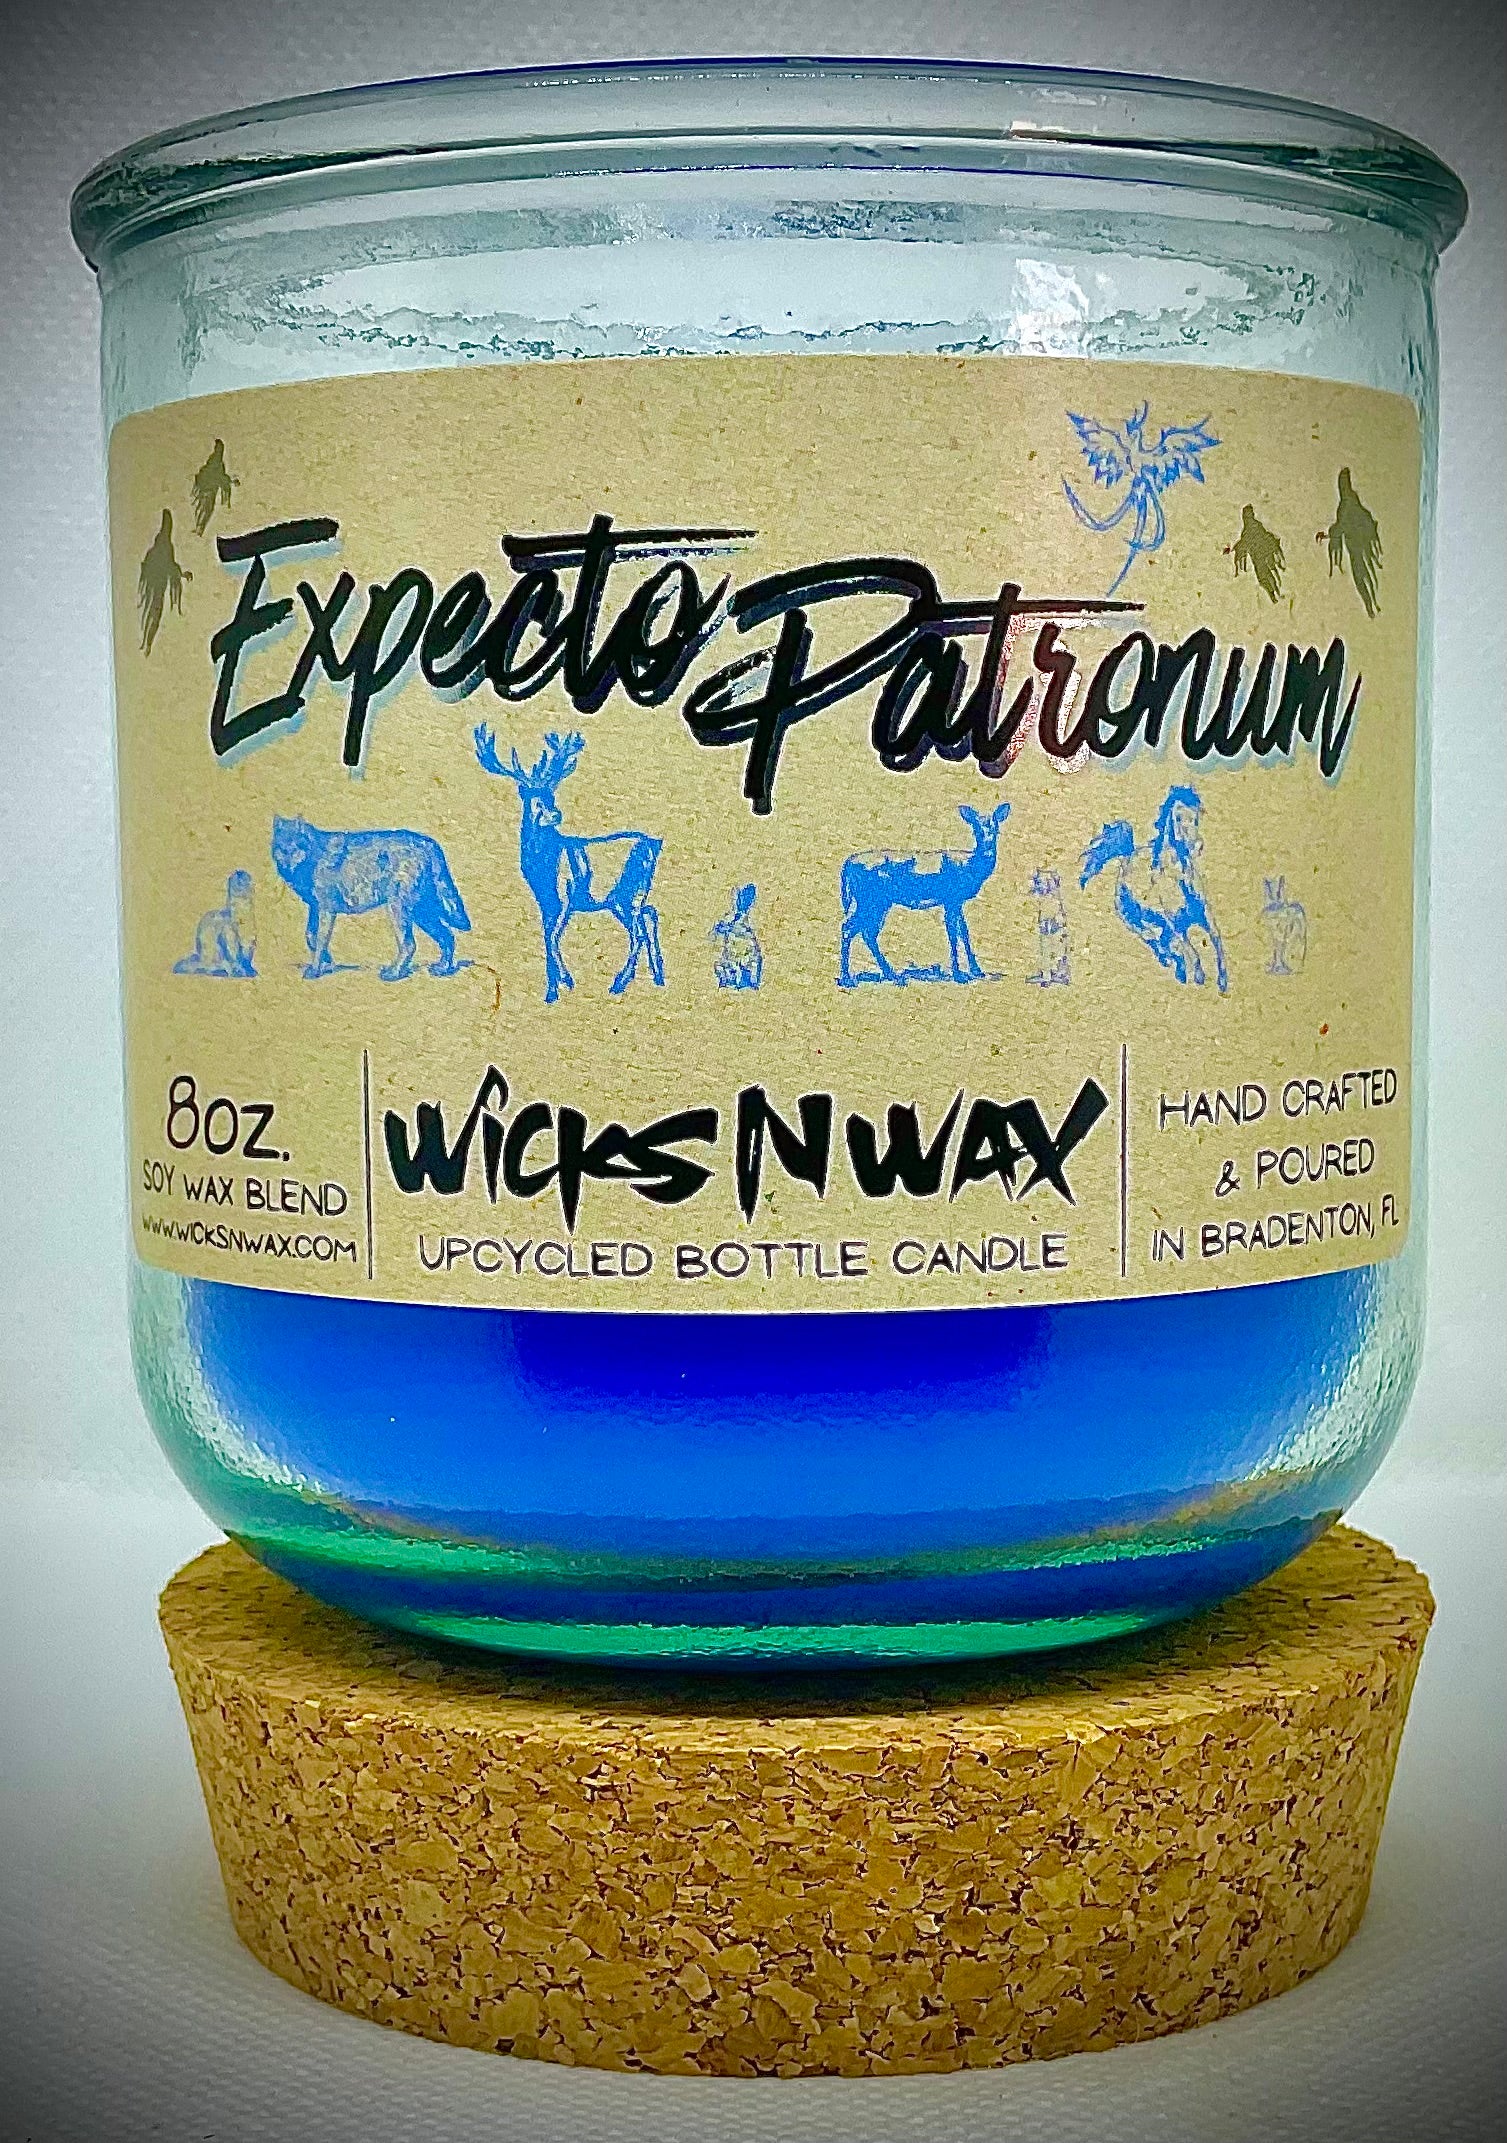 Expecto Patronum
8oz.
SOY WAX BLEND
WWW.WICKSNWAX.COM
WICKS N WAX
UPCYCLED BOTTLE CANDLE
HAND CRAFTED
& POURED
IN BRADENTON, FL